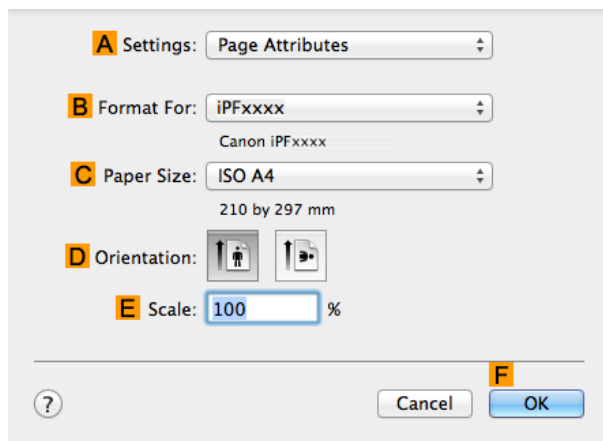 A Settings: Page Attributes
B Format For: iPFxxxx
Canon iPFxxxx
C Paper Size: ISO A4
210 by 297 mm
D Orientation:
E Scale: 100 %
F
? Cancel OK